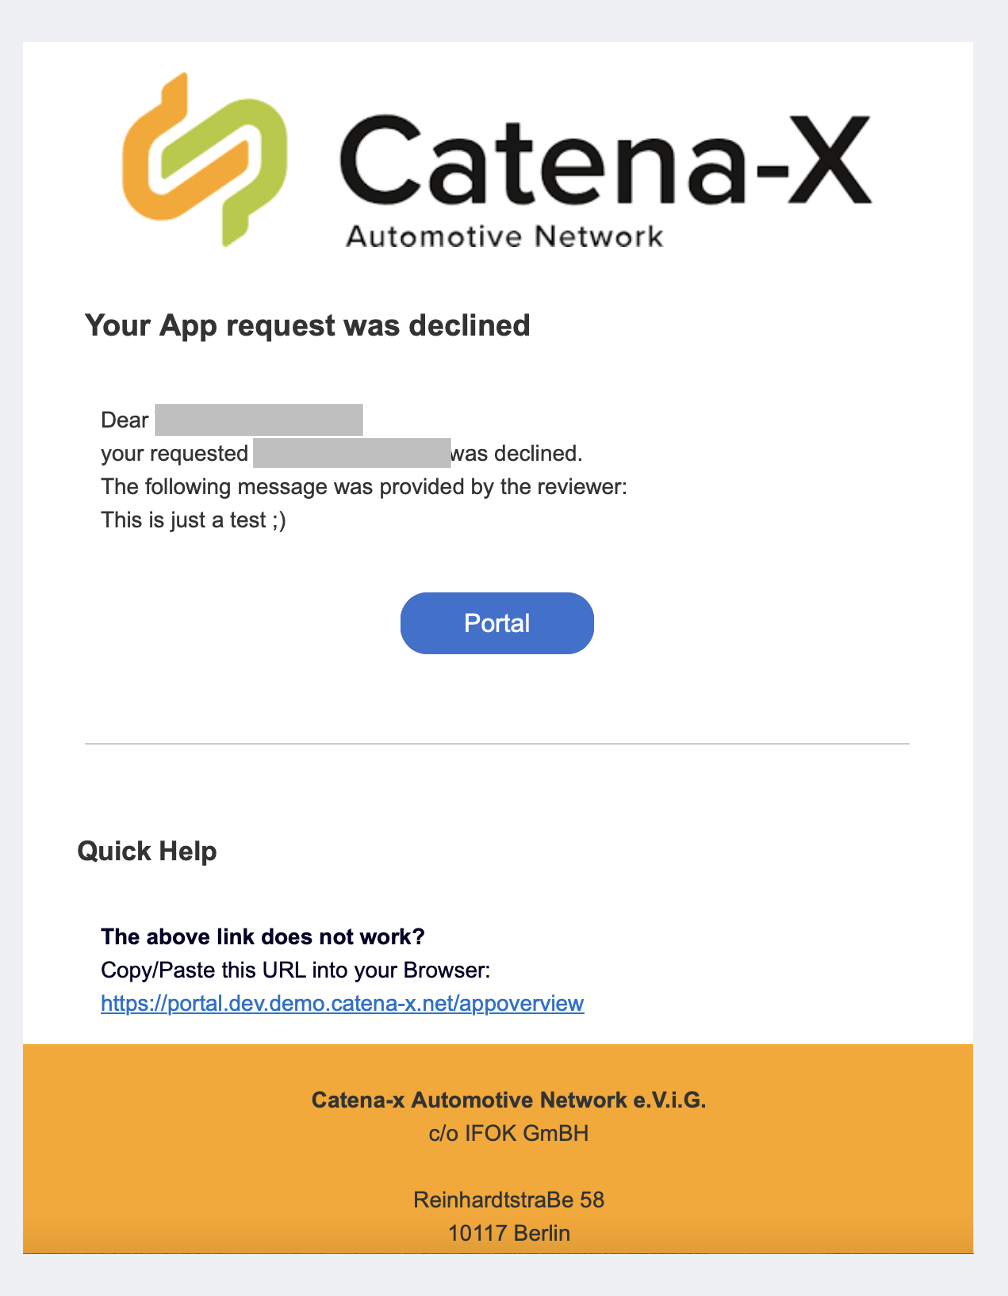 Catena-X
Automotive Network
Your App request was declined
Dear
your requested was declined.
The following message was provided by the reviewer:
This is just a test ;)
Portal
Quick Help
The above link does not work?
Copy/Paste this URL into your Browser:
https://portal.dev.demo.catena-x.net/appoverview
Catena-x Automotive Network e.V.i.G.
c/o IFOK GmBH
ReinhardtstraBe 58
10117 Berlin